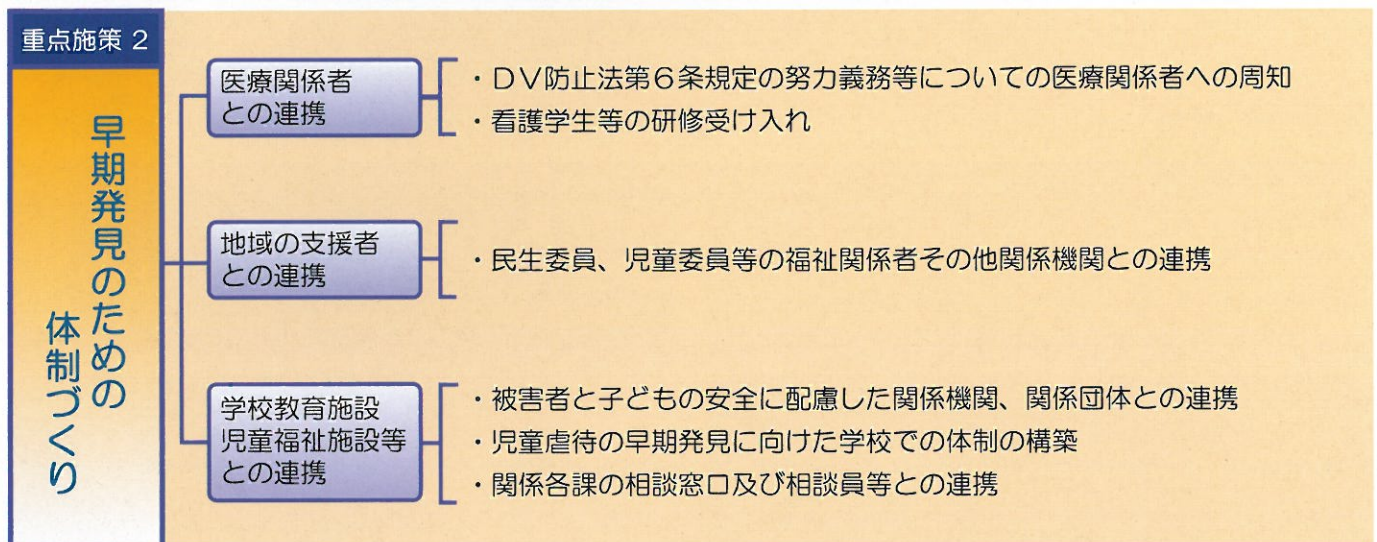 重点施策 2
早期発見のための
体制づくり
医療関係者
との連携
・DV防止法第6条規定の努力義務等についての医療関係者への周知
・看護学生等の研修受け入れ
地域の支援者
との連携
・民生委員、児童委員等の福祉関係者その他関係機関との連携
学校教育施設
児童福祉施設等
との連携
・被害者と子どもの安全に配慮した関係機関、関係団体との連携
・児童虐待の早期発見に向けた学校での体制の構築
・関係各課の相談窓口及び相談員等との連携